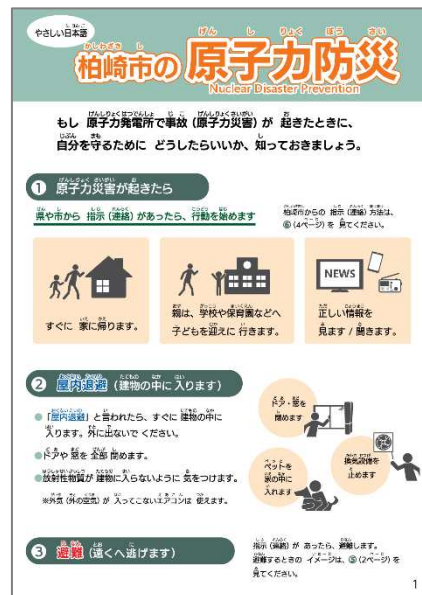 やさしい日本語
柏崎市の 原子力防災
Nuclear Disaster Prevention
もし 原子力発電所で事故（原子力災害）が 起きたときに、
自分を守るために どうしたらいいか、知っておきましょう。
1 原子力災害が起きたら
県や市から 指示（連絡）があったら、行動を始めます
柏崎市からの 指示（連絡）方法は、
⑥（4ページ）を 見てください。
すぐに 家に帰ります。
親は、学校や保育園などへ
子どもを迎えに 行きます。
NEWS
正しい情報を
見ます / 聞きます。
2 屋内退避（建物の中に 入ります）
●「屋内退避」と言われたら、すぐに 建物の中に
入ります。外に出ないで ください。
●ドアや 窓を 全部 閉めます。
●放射性物質が 建物に入らないように 気をつけます。
※外気（外の空気）が 入ってこないエアコンは 使えます。
ドア・窓を
閉めます
換気設備を
止めます
ペットを
家の中に
入れます
3 避難（遠くへ逃げます）
指示（連絡）が あったら、避難します。
避難するときの イメージは、⑤（2ページ）を
見てください。
1